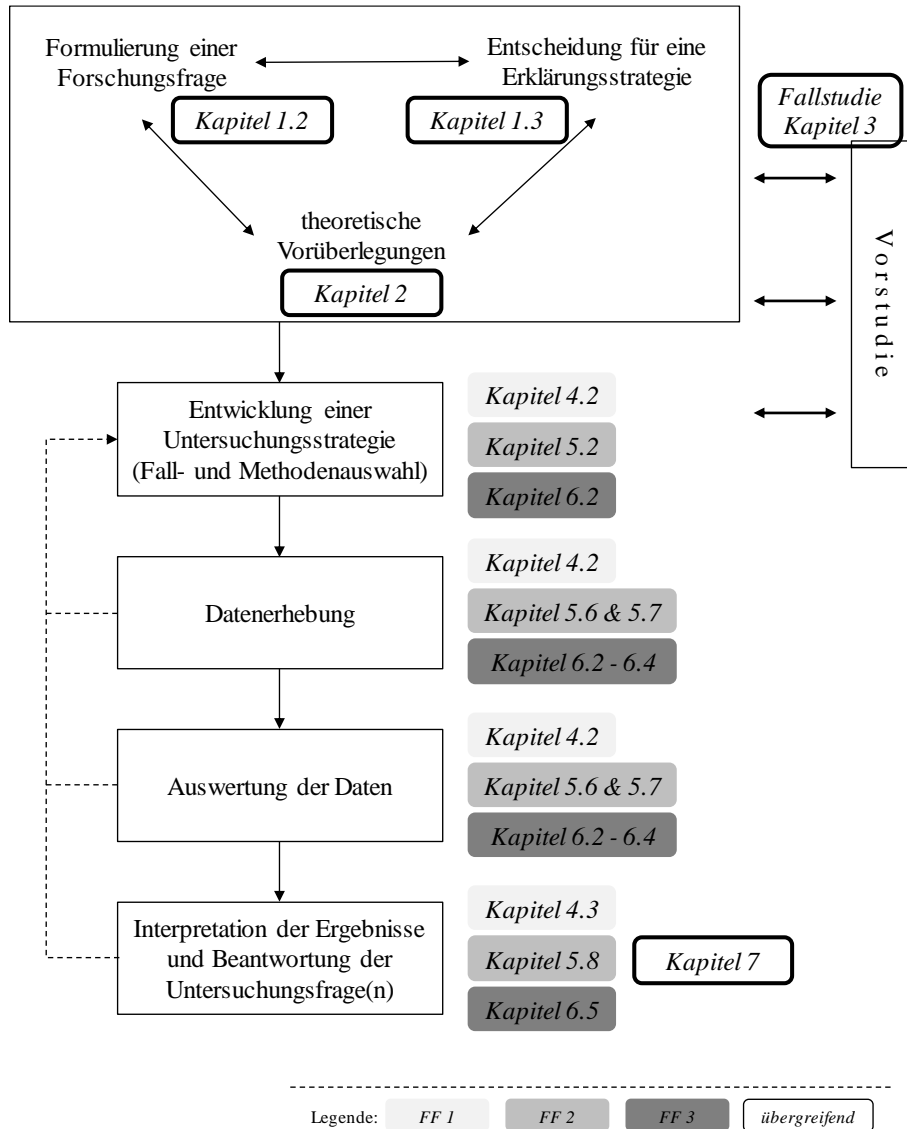 Formulierung einer
Forschungsfrage
Entscheidung für eine
Erklärungsstrategie
Kapitel 1.2
Kapitel 1.3
Fallstudie
Kapitel 3
theoretische
Vorüberlegungen
Kapitel 2
Vorstudie
Entwicklung einer
Untersuchungsstrategie
(Fall- und Methodenauswahl)
Kapitel 4.2
Kapitel 5.2
Kapitel 6.2
Datenerhebung
Kapitel 4.2
Kapitel 5.6 & 5.7
Kapitel 6.2 - 6.4
Auswertung der Daten
Kapitel 4.2
Kapitel 5.6 & 5.7
Kapitel 6.2 - 6.4
Interpretation der Ergebnisse
und Beantwortung der
Untersuchungsfrage(n)
Kapitel 4.3
Kapitel 5.8
Kapitel 6.5
Kapitel 7
Legende: FF 1 FF 2 FF 3 übergreifend